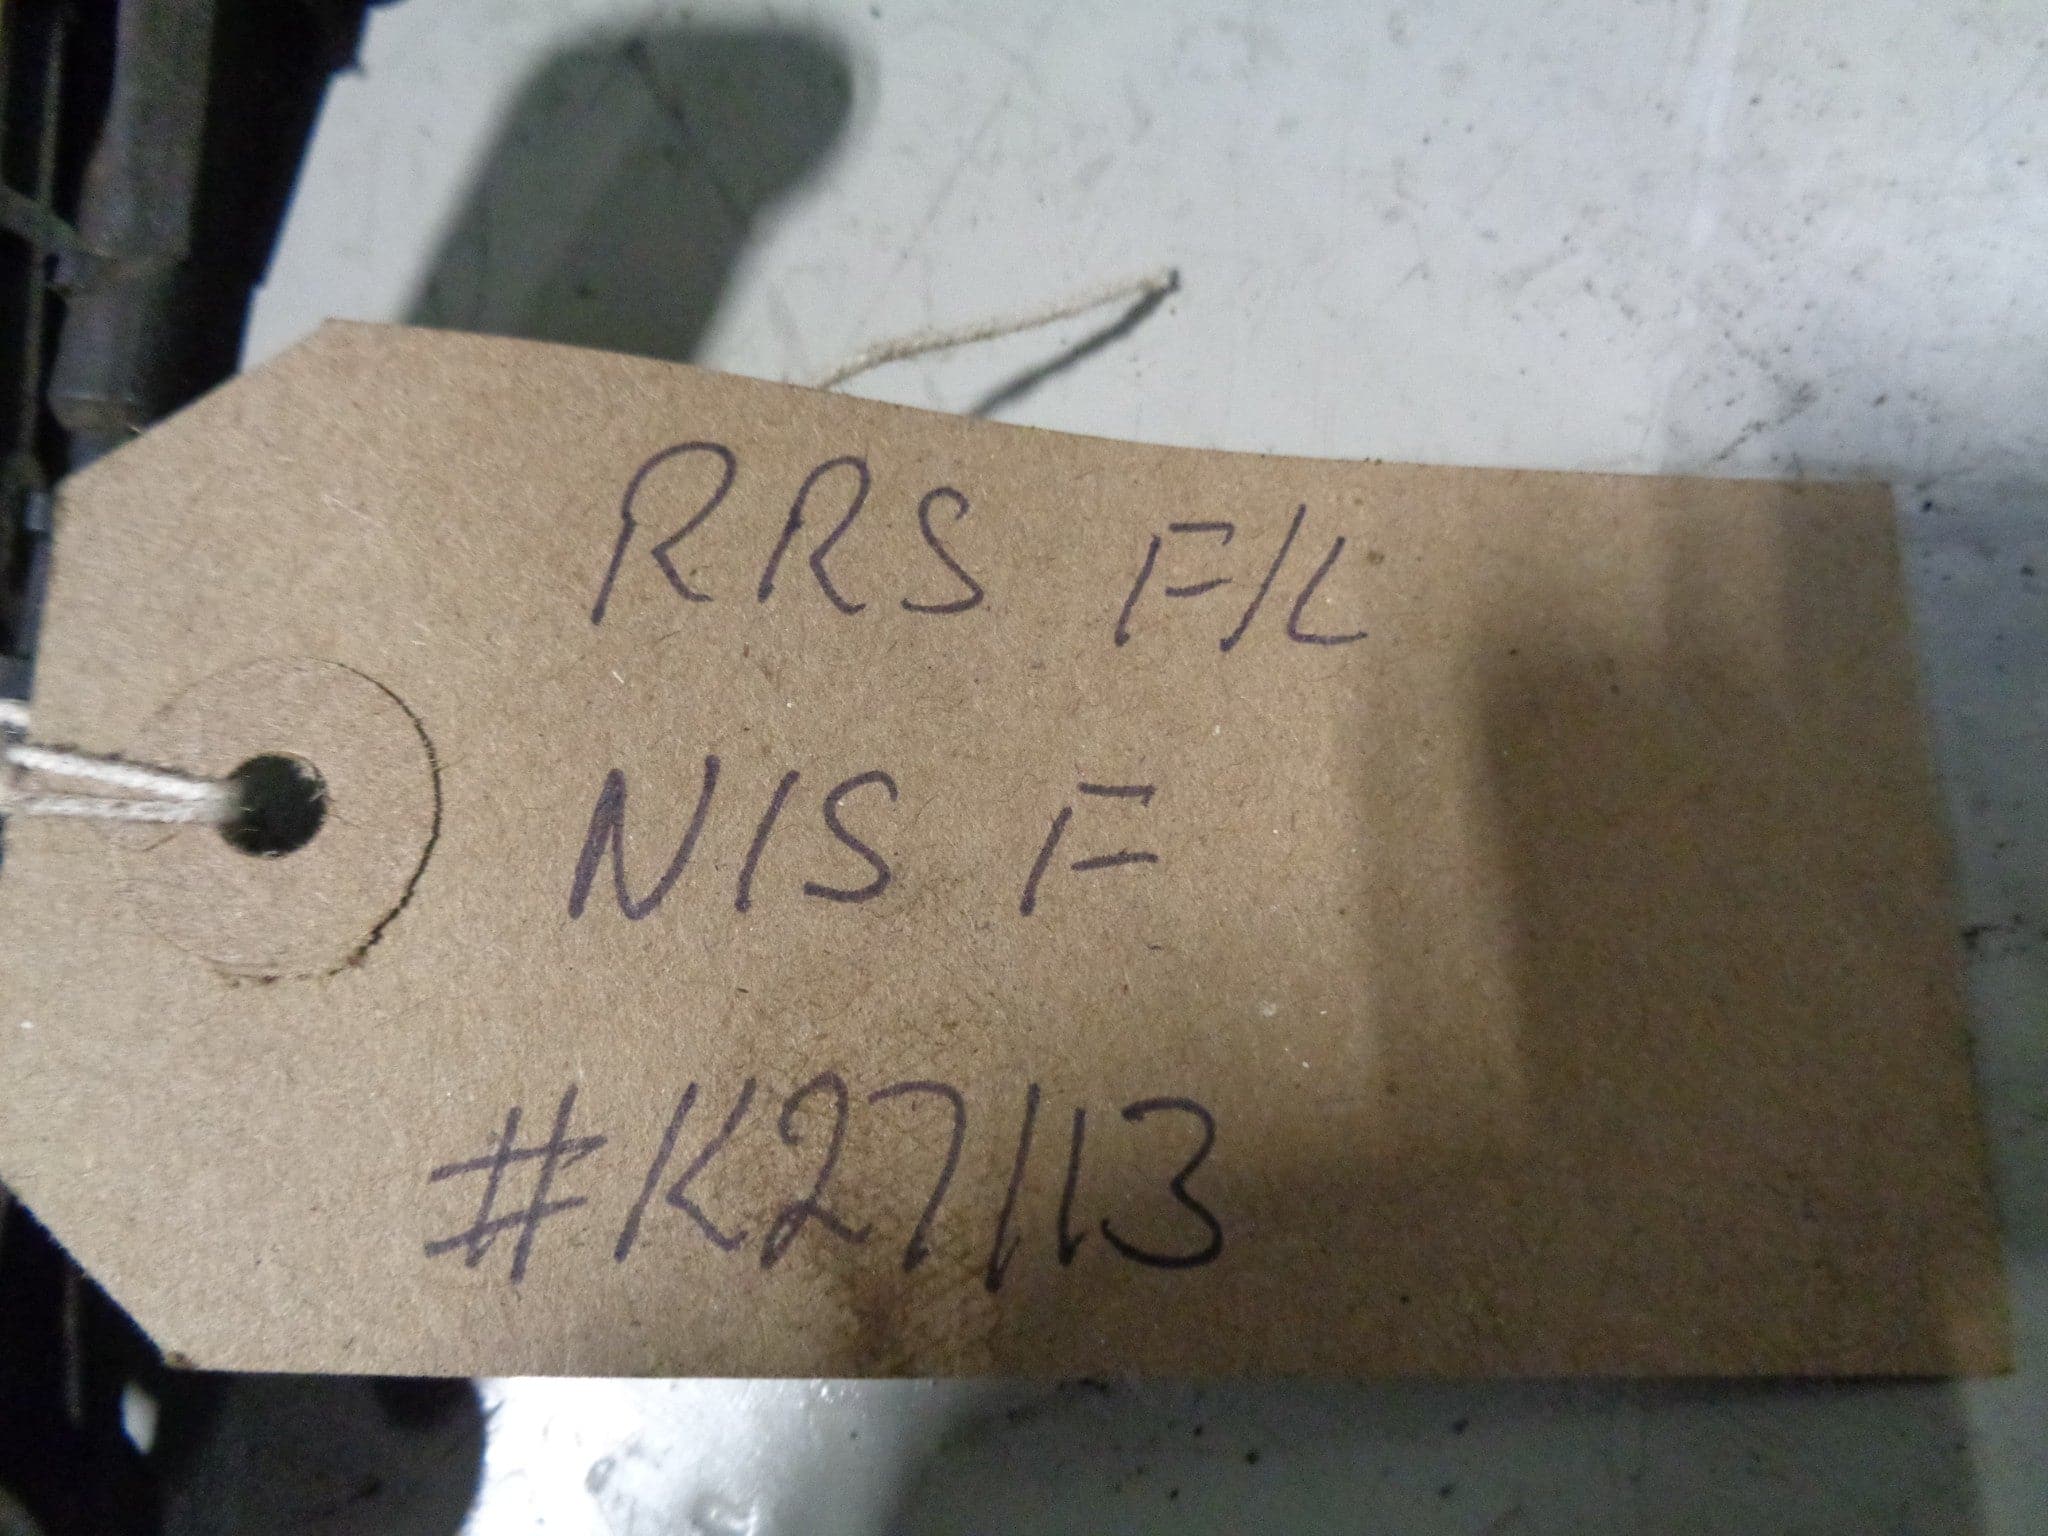 RRS F/L
N/S F
#K27113